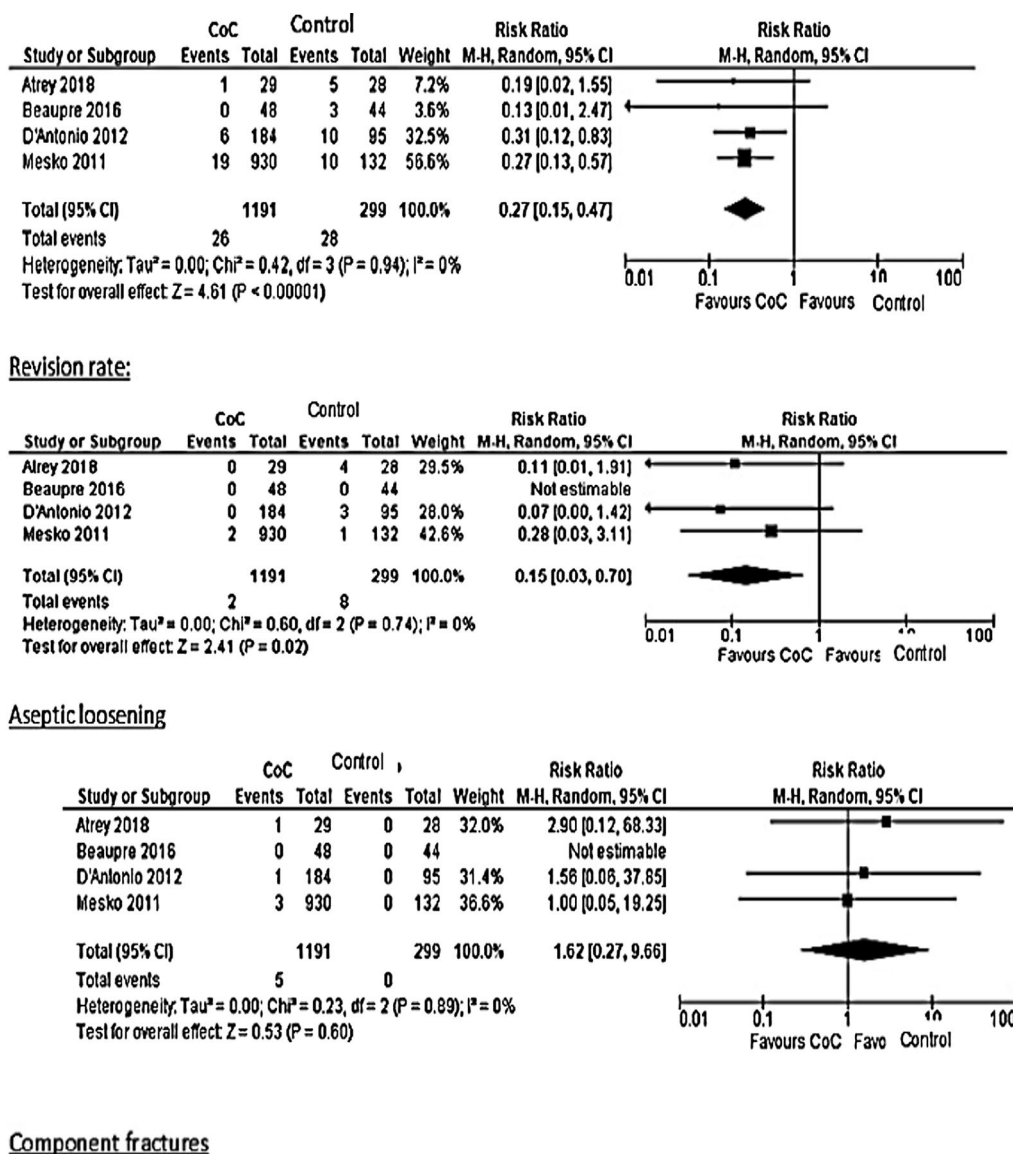 CoC Control Risk Ratio Risk Ratio
Study or Subgroup Events Total Events Total Weight M-H, Random, 95% CI M-H, Random, 95% CI
Atrey 2018 1 29 5 28 7.2% 0.19 [0.02, 1.55]
Beaupre 2016 0 48 3 44 3.6% 0.13 [0.01, 2.47]
D'Antonio 2012 6 184 10 95 32.5% 0.31 [0.12, 0.83]
Mesko 2011 19 930 10 132 56.6% 0.27 [0.13, 0.57]
Total (95% CI) 1191 299 100.0% 0.27 [0.15, 0.47]
Total events 26 28
Heterogeneity: Tau² = 0.00; Chi² = 0.42, df = 3 (P = 0.94); I² = 0%
Test for overall effect: Z = 4.61 (P < 0.00001)
0.01 0.1 1 10 100
Favours CoC Favours Control
Revision rate:
CoC Control Risk Ratio Risk Ratio
Study or Subgroup Events Total Events Total Weight M-H, Random, 95% CI M-H, Random, 95% CI
Atrey 2018 0 29 4 28 29.5% 0.11 [0.01, 1.91]
Beaupre 2016 0 48 0 44 Not estimable
D'Antonio 2012 0 184 3 95 28.0% 0.07 [0.00, 1.42]
Mesko 2011 2 930 1 132 42.6% 0.28 [0.03, 3.11]
Total (95% CI) 1191 299 100.0% 0.15 [0.03, 0.70]
Total events 2 8
Heterogeneity: Tau² = 0.00; Chi² = 0.60, df = 2 (P = 0.74); I² = 0%
Test for overall effect: Z = 2.41 (P = 0.02)
0.01 0.1 1 100
Favours CoC Favours Control
Aseptic loosening
CoC Control Risk Ratio Risk Ratio
Study or Subgroup Events Total Events Total Weight M-H, Random, 95% CI M-H, Random, 95% CI
Atrey 2018 1 29 0 28 32.0% 2.90 [0.12, 68.33]
Beaupre 2016 0 48 0 44 Not estimable
D'Antonio 2012 1 184 0 95 31.4% 1.56 [0.06, 37.85]
Mesko 2011 3 930 0 132 36.6% 1.00 [0.05, 19.25]
Total (95% CI) 1191 299 100.0% 1.62 [0.27, 9.66]
Total events 5 0
Heterogeneity: Tau² = 0.00; Chi² = 0.23, df = 2 (P = 0.89); I² = 0%
Test for overall effect: Z = 0.53 (P = 0.60)
0.01 0.1 1 10 100
Favours CoC Favo Control
Component fractures